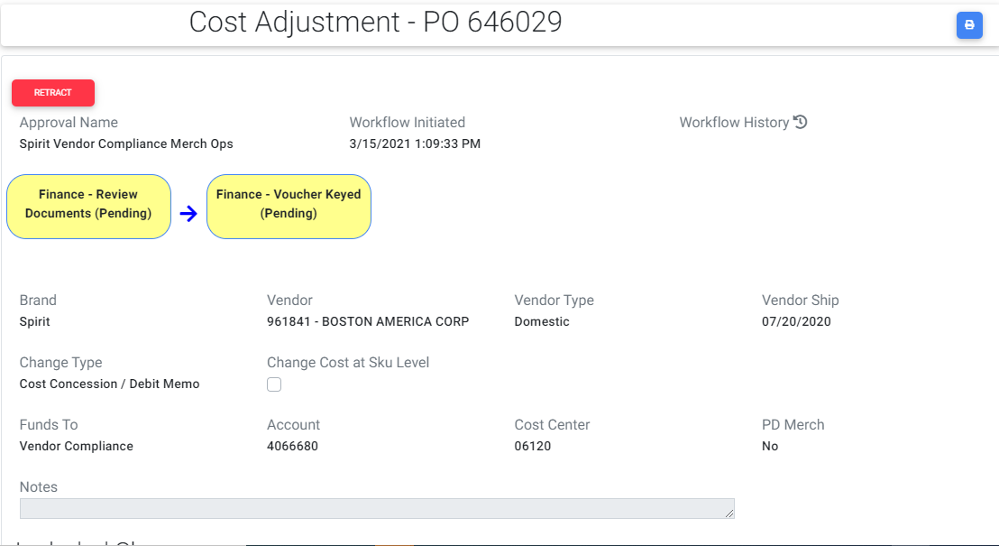 Cost Adjustment - PO 646029
RETRACT
Approval Name
Workflow Initiated
Workflow History
Spirit Vendor Compliance Merch Ops
3/15/2021 1:09:33 PM
Finance - Review
Documents (Pending)
Finance - Voucher Keyed
(Pending)
Brand
Vendor
Vendor Type
Vendor Ship
Spirit
961841 - BOSTON AMERICA CORP
Domestic
07/20/2020
Change Type
Change Cost at Sku Level
Cost Concession / Debit Memo
Funds To
Account
Cost Center
PD Merch
Vendor Compliance
4066680
06120
No
Notes